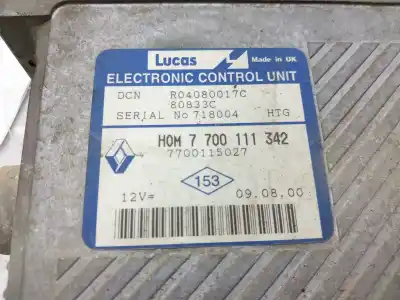 Lucas
Made in UK
ELECTRONIC CONTROL UNIT
DCN R04080017C
80833C
SERIAL No 718004 HTG
HOM 7 700 111 342
7700115027
153
12V= 09.08.00